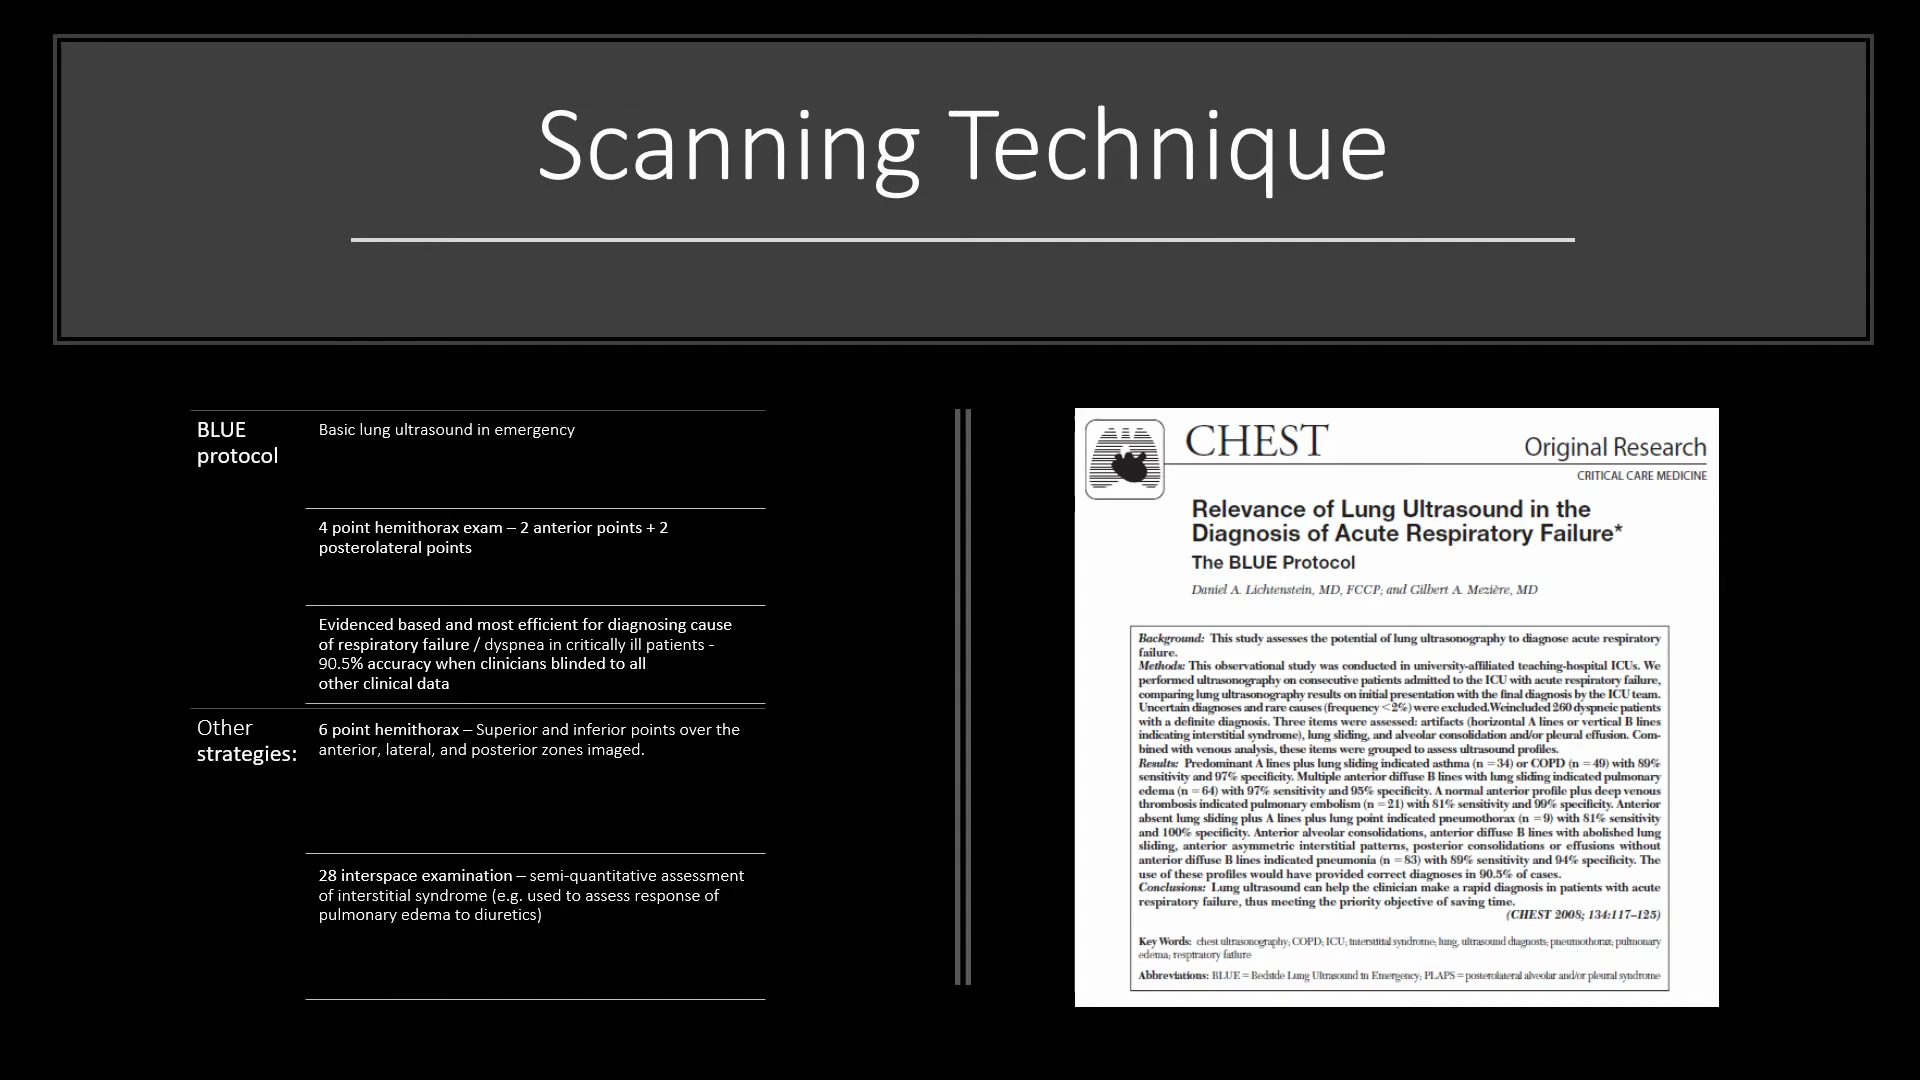 Scanning Technique
BLUE
protocol
Basic lung ultrasound in emergency
4 point hemithorax exam – 2 anterior points + 2
posterolateral points
Evidenced based and most efficient for diagnosing cause
of respiratory failure / dyspnea in critically ill patients -
90.5% accuracy when clinicians blinded to all
other clinical data
Other
strategies:
6 point hemithorax – Superior and inferior points over the
anterior, lateral, and posterior zones imaged.
28 interspace examination – semi-quantitative assessment
of interstitial syndrome (e.g. used to assess response of
pulmonary edema to diuretics)
CHEST
Original Research
CRITICAL CARE MEDICINE
Relevance of Lung Ultrasound in the
Diagnosis of Acute Respiratory Failure*
The BLUE Protocol
Daniel A. Lichtenstein, MD, FCCP; and Gilbert A. Mezière, MD
Background: This study assesses the potential of lung ultrasonography to diagnose acute respiratory
failure.
Methods: This observational study was conducted in university-affiliated teaching-hospital ICUs. We
performed ultrasonography on consecutive patients admitted to the ICU with acute respiratory failure,
comparing lung ultrasonography results on initial presentation with the final diagnosis by the ICU team.
Uncertain diagnoses and rare causes (frequency <2%) were excluded.Weincluded 260 dyspneic patients
with a definite diagnosis. Three items were assessed: artifacts (horizontal A lines or vertical B lines
indicating interstitial syndrome), lung sliding, and alveolar consolidation and/or pleural effusion. Com-
bined with venous analysis, these items were grouped to assess ultrasound profiles.
Results: Predominant A lines plus lung sliding indicated asthma (n = 34) or COPD (n = 49) with 89%
sensitivity and 97% specificity. Multiple anterior diffuse B lines with lung sliding indicated pulmonary
edema (n = 64) with 97% sensitivity and 95% specificity. A normal anterior profile plus deep venous
thrombosis indicated pulmonary embolism (n = 21) with 81% sensitivity and 99% specificity. Anterior
absent lung sliding plus A lines plus lung point indicated pneumothorax (n = 9) with 81% sensitivity
and 100% specificity. Anterior alveolar consolidations, anterior diffuse B lines with abolished lung
sliding, anterior asymmetric interstitial patterns, posterior consolidations or effusions without
anterior diffuse B lines indicated pneumonia (n = 83) with 89% sensitivity and 94% specificity. The
use of these profiles would have provided correct diagnoses in 90.5% of cases.
Conclusions: Lung ultrasound can help the clinician make a rapid diagnosis in patients with acute
respiratory failure, thus meeting the priority objective of saving time.
(CHEST 2008; 134:117–125)
Key Words: chest ultrasonography; COPD; ICU; interstitial syndrome; lung, ultrasound diagnosis; pneumothorax; pulmonary
edema; respiratory failure
Abbreviations: BLUE = Bedside Lung Ultrasound in Emergency; PLAPS = posterolateral alveolar and/or pleural syndrome